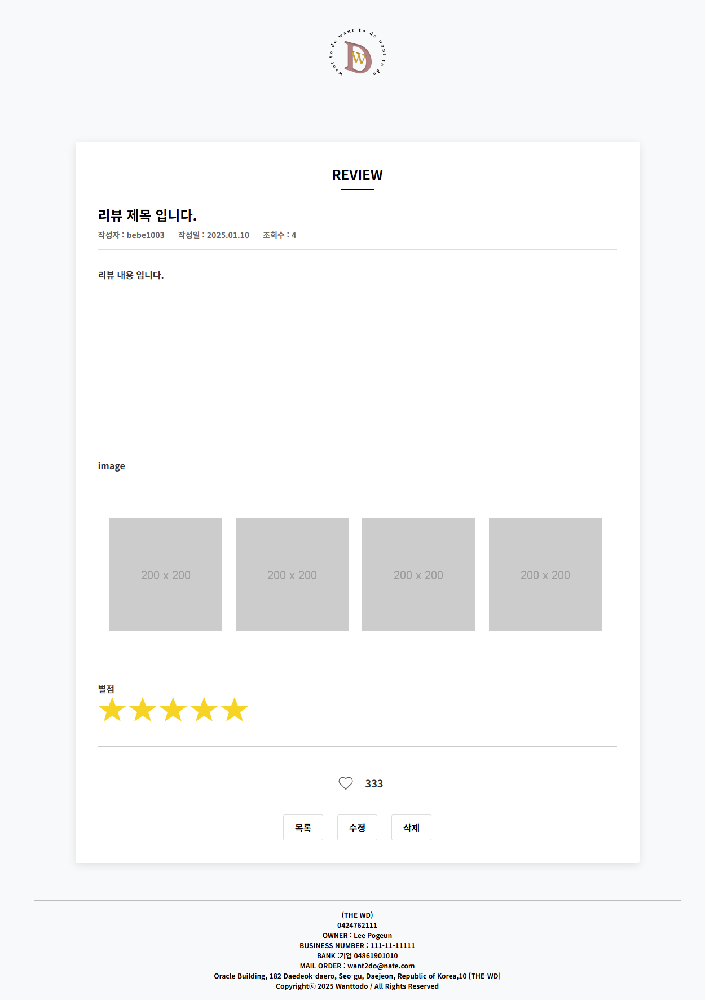 want to do want to do want to do
D
W
REVIEW
리뷰 제목 입니다.
작성자 : bebe1003 작성일 : 2025.01.10 조회수 : 4
리뷰 내용 입니다.
image
200 x 200 200 x 200 200 x 200 200 x 200
별점
333
목록 수정 삭제
(THE WD)
0424762111
OWNER : Lee Pogeun
BUSINESS NUMBER : 111-11-11111
BANK :기업 04861901010
MAIL ORDER : want2do@nate.com
Oracle Building, 182 Daedeok-daero, Seo-gu, Daejeon, Republic of Korea,10 [THE-WD]
Copyrightⓒ 2025 Wanttodo / All Rights Reserved